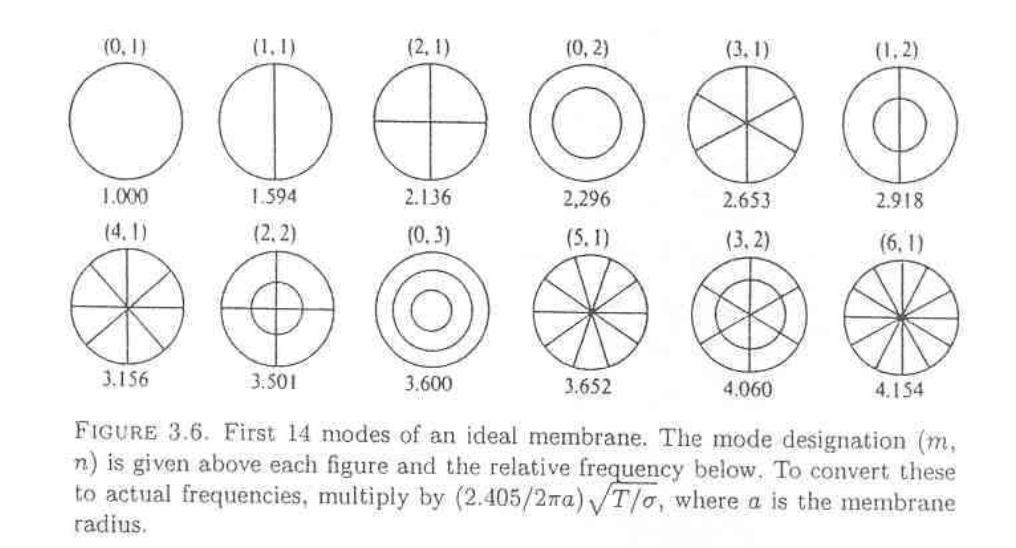 (0, 1) (1, 1) (2, 1) (0, 2) (3, 1) (1, 2)
1.000 1.594 2.136 2,296 2.653 2.918
(4, 1) (2, 2) (0, 3) (5, 1) (3, 2) (6, 1)
3.156 3.501 3.600 3.652 4.060 4.154
FIGURE 3.6. First 14 modes of an ideal membrane. The mode designation (m,
n) is given above each figure and the relative frequency below. To convert these
to actual frequencies, multiply by (2.405/2πa)√T/σ, where a is the membrane
radius.